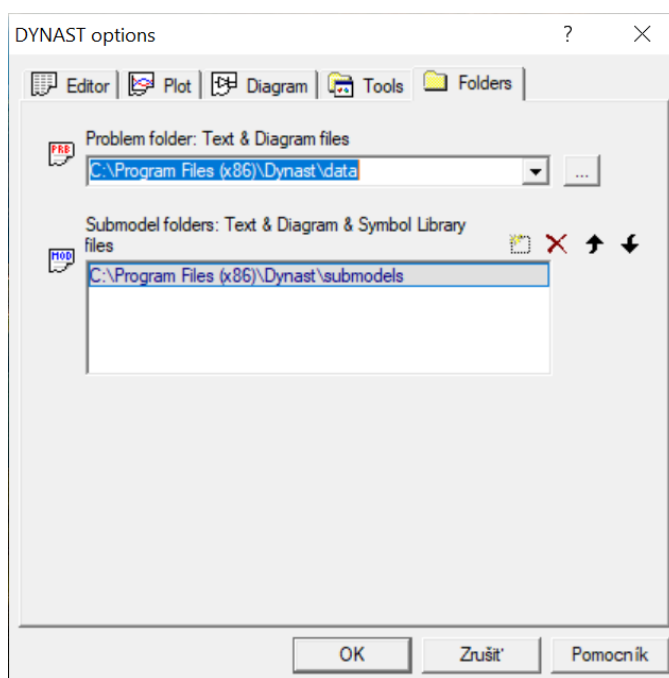 DYNAST options
?
Editor
Plot
Diagram
Tools
Folders
PRB
Problem folder: Text & Diagram files
C:\Program Files (x86)\Dynast\data
...
Submodel folders: Text & Diagram & Symbol Library
files
MOD
C:\Program Files (x86)\Dynast\submodels
OK
Zrušiť
Pomocník